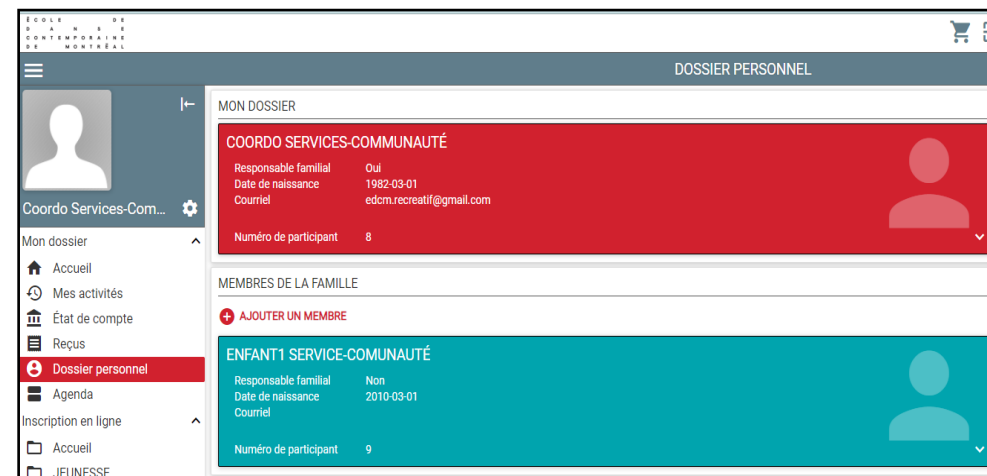 ÉCOLE DE
DANSE
CONTEMPORAINE
DE MONTRÉAL
DOSSIER PERSONNEL
Coordo Services-Com...
Mon dossier
Accueil
Mes activités
État de compte
Reçus
Dossier personnel
Agenda
Inscription en ligne
Accueil
JEUNESSE
MON DOSSIER
COORDO SERVICES-COMMUNAUTÉ
Responsable familial Oui
Date de naissance 1982-03-01
Courriel edcm.recreatif@gmail.com
Numéro de participant 8
MEMBRES DE LA FAMILLE
AJOUTER UN MEMBRE
ENFANT1 SERVICE-COMUNAUTÉ
Responsable familial Non
Date de naissance 2010-03-01
Courriel
Numéro de participant 9